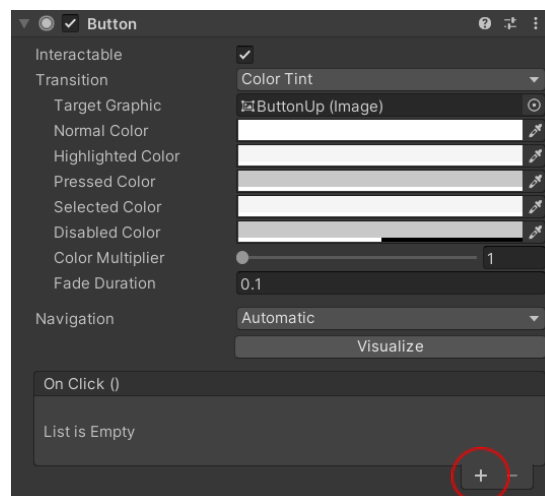 Button
Interactable
Transition Color Tint
Target Graphic ButtonUp (Image)
Normal Color
Highlighted Color
Pressed Color
Selected Color
Disabled Color
Color Multiplier 1
Fade Duration 0.1
Navigation Automatic
Visualize
On Click ()
List is Empty
+ −